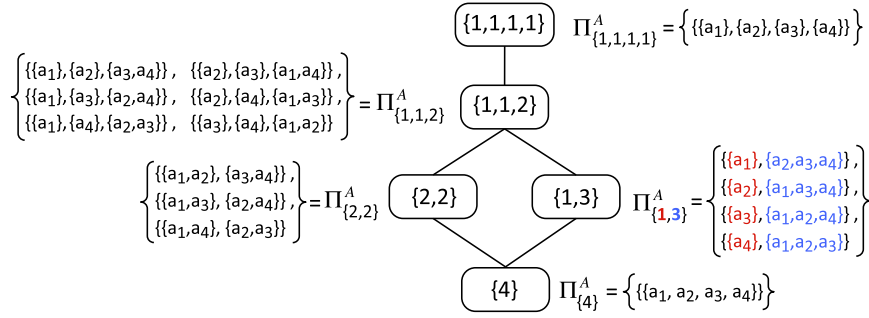 {1,1,1,1} Π^A_{1,1,1,1} = {{{a₁},{a₂},{a₃},{a₄}}}
{{a₁},{a₂},{a₃,a₄}} , {{a₂},{a₃},{a₁,a₄}} ,
{{a₁},{a₃},{a₂,a₄}} , {{a₂},{a₄},{a₁,a₃}} ,
{{a₁},{a₄},{a₂,a₃}} , {{a₃},{a₄},{a₁,a₂}}
= Π^A_{1,1,2}
{1,1,2}
{{a₁,a₂}, {a₃,a₄}} ,
{{a₁,a₃}, {a₂,a₄}} ,
{{a₁,a₄}, {a₂,a₃}}
= Π^A_{2,2}
{2,2}
{1,3}
Π^A_{1,3} =
{{a₁},{a₂,a₃,a₄}} ,
{{a₂},{a₁,a₃,a₄}} ,
{{a₃},{a₁,a₂,a₄}} ,
{{a₄},{a₁,a₂,a₃}}
{4} Π^A_{4} = {{{a₁, a₂, a₃, a₄}}}